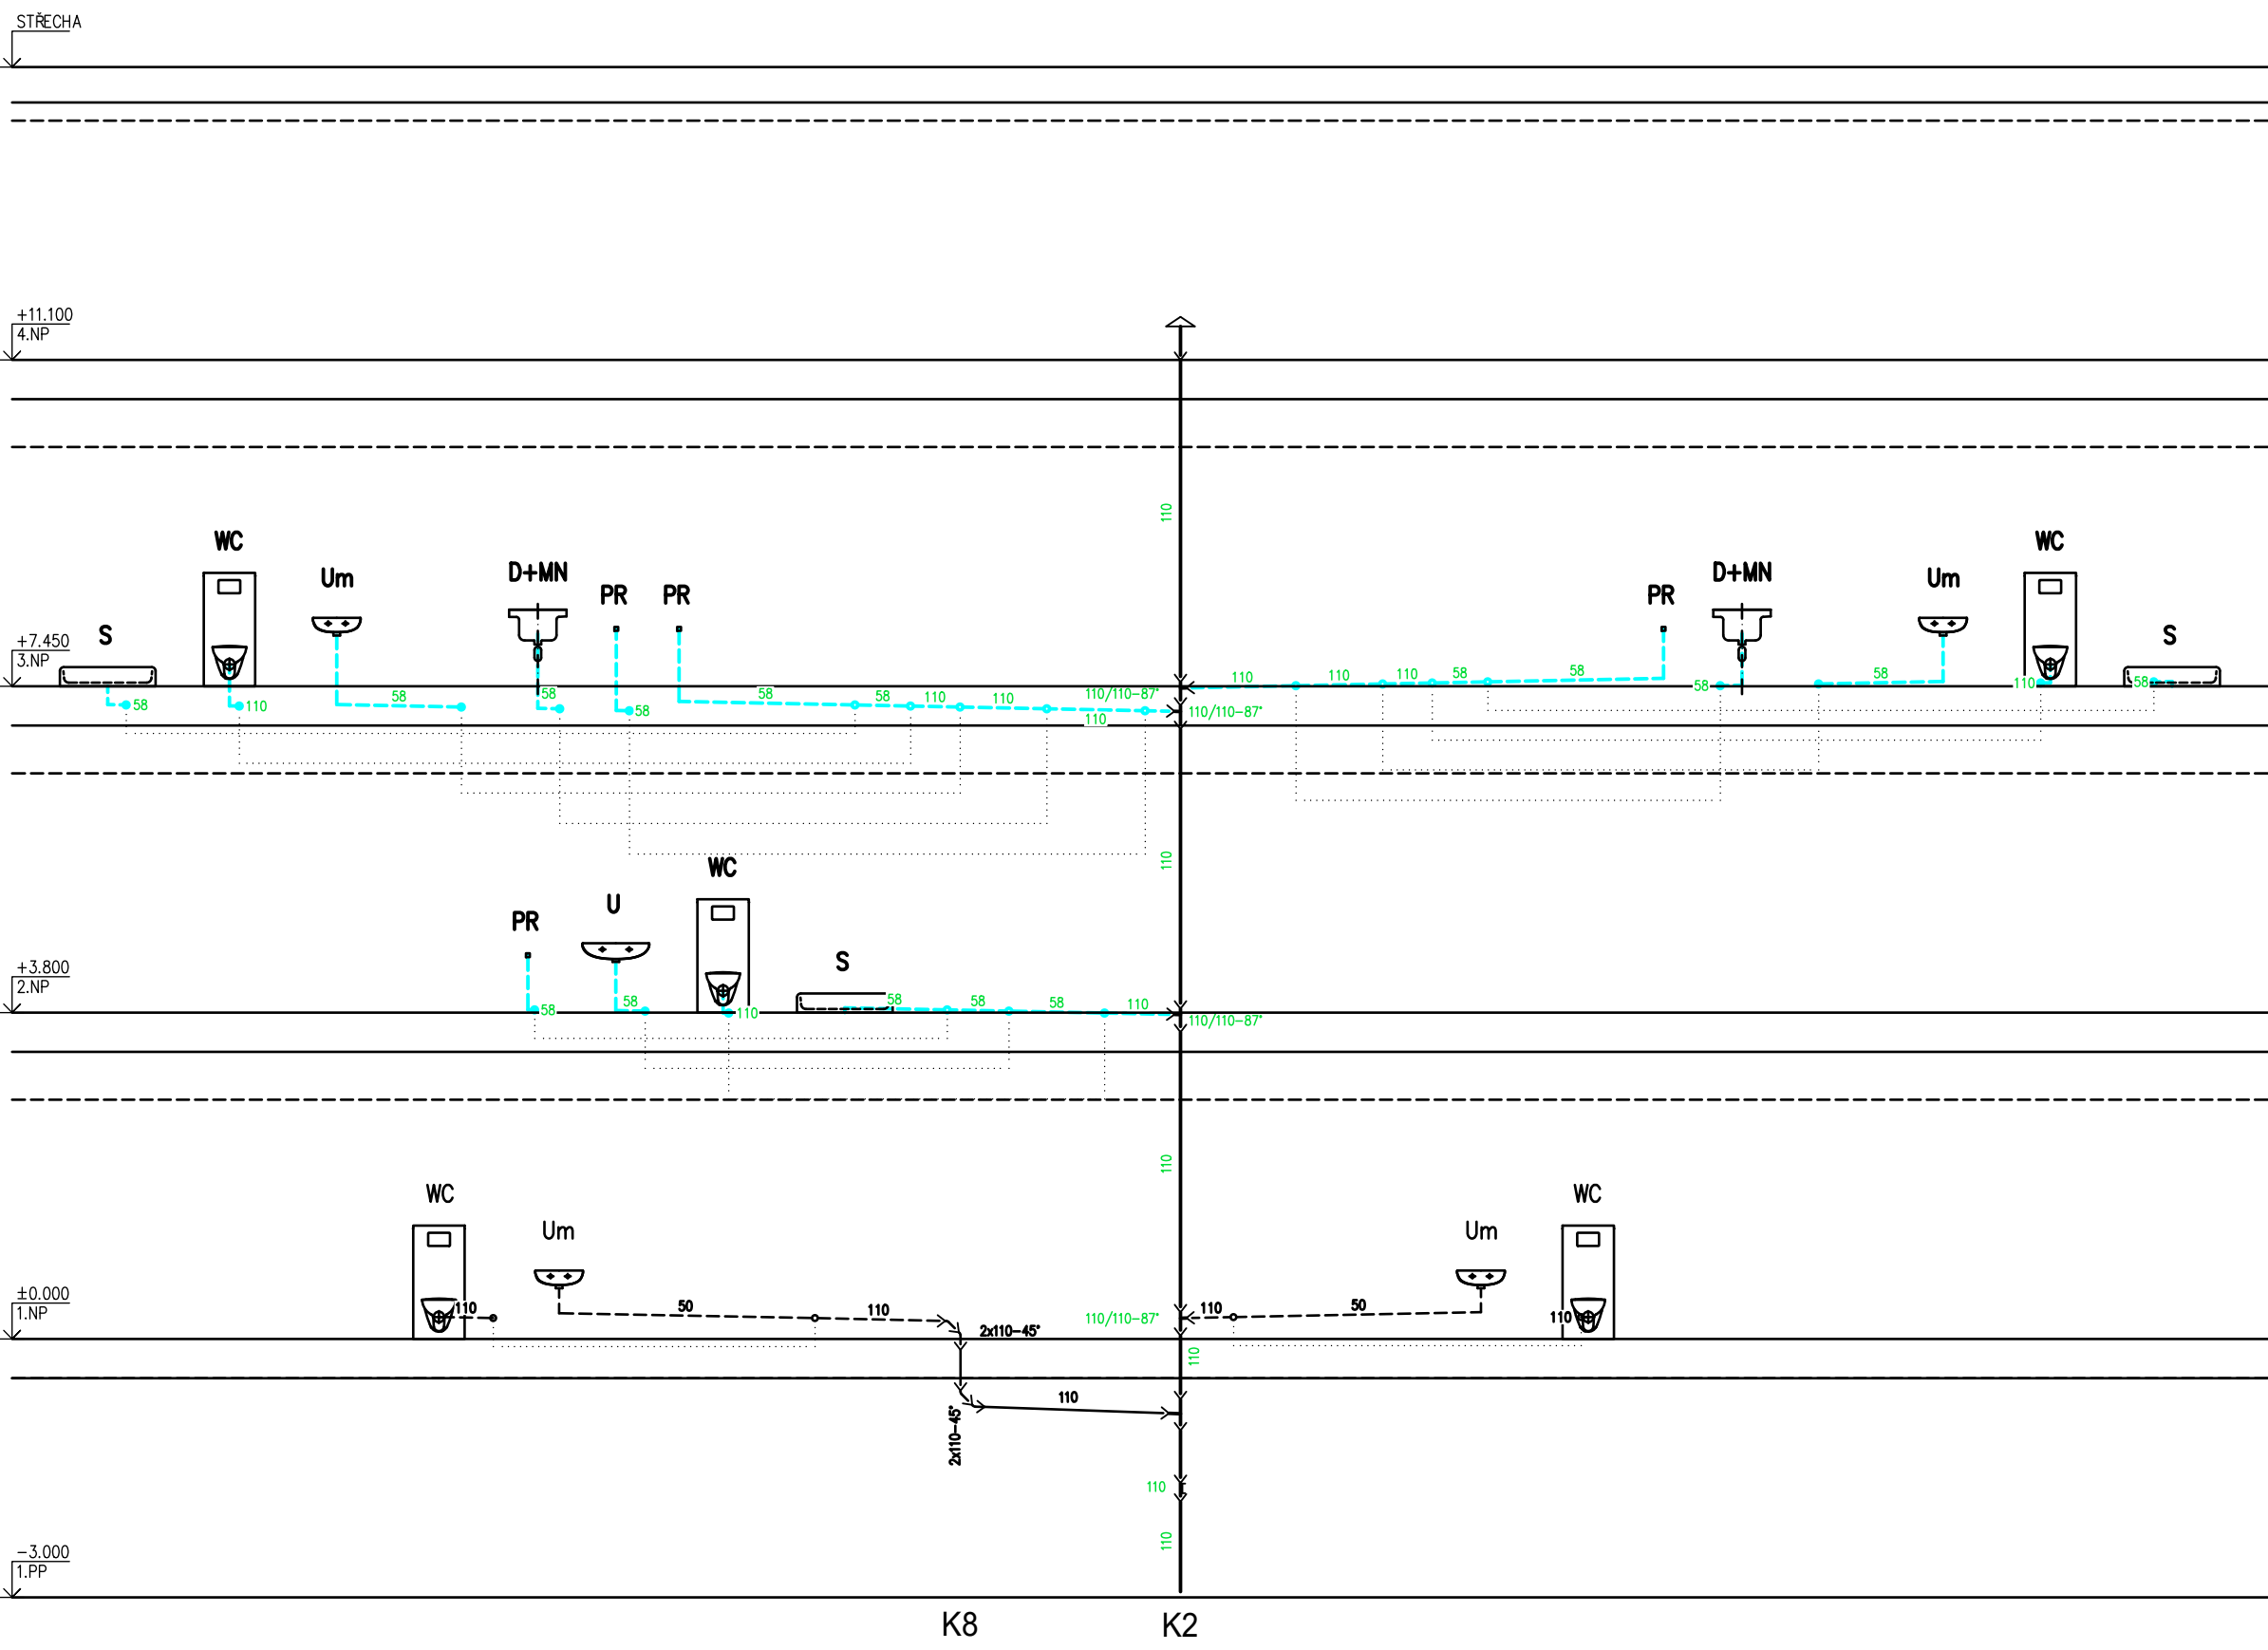 STŘECHA
+11.100
4.NP
110
WC
Um
D+MN
PR
PR
S
PR
D+MN
Um
WC
S
+7.450
3.NP
58
110
58
58
58
58
58
110
110
110/110-87°
110
110/110-87°
110
110
110
58
58
58
58
110
58
110
WC
PR
U
S
+3.800
2.NP
58
58
110
58
58
58
110
110/110-87°
110
WC
Um
Um
WC
±0.000
1.NP
110
50
110
2x110-45°
110/110-87°
110
50
110
110
2x110-45°
110
110
110
-3.000
1.PP
K8
K2